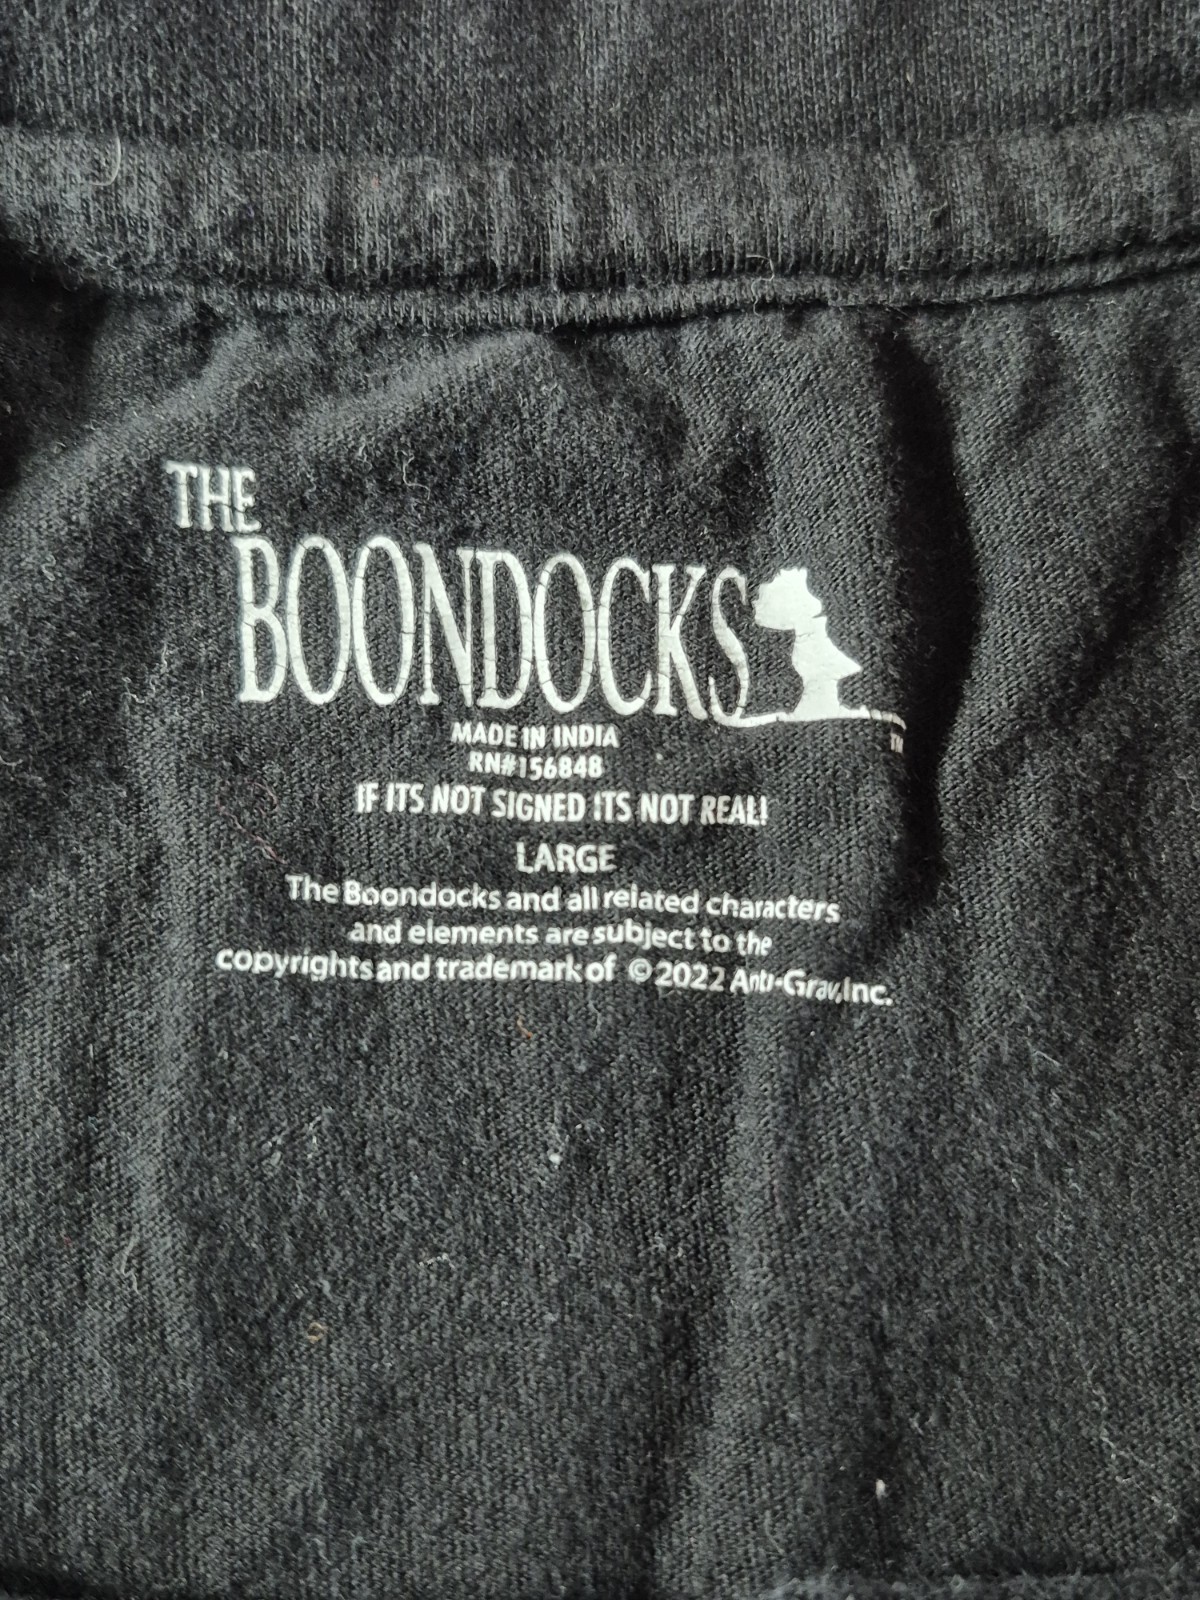 THE
BOONDOCKS
TM
MADE IN INDIA
RN#156848
IF ITS NOT SIGNED ITS NOT REAL!
LARGE
The Boondocks and all related characters
and elements are subject to the
copyrights and trademark of ©2022 Anti-Grav,Inc.